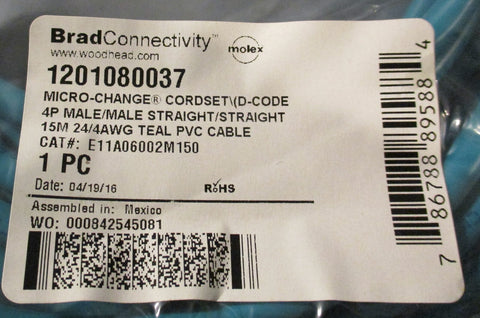 BradConnectivity™
www.woodhead.com
molex
1201080037
MICRO-CHANGE® CORDSET\(D-CODE
4P MALE/MALE STRAIGHT/STRAIGHT
15M 24/4AWG TEAL PVC CABLE
CAT#: E11A06002M150
1 PC
Date: 04/19/16
RoHS
Assembled in: Mexico
WO: 000842545081
7 86788 89588 4